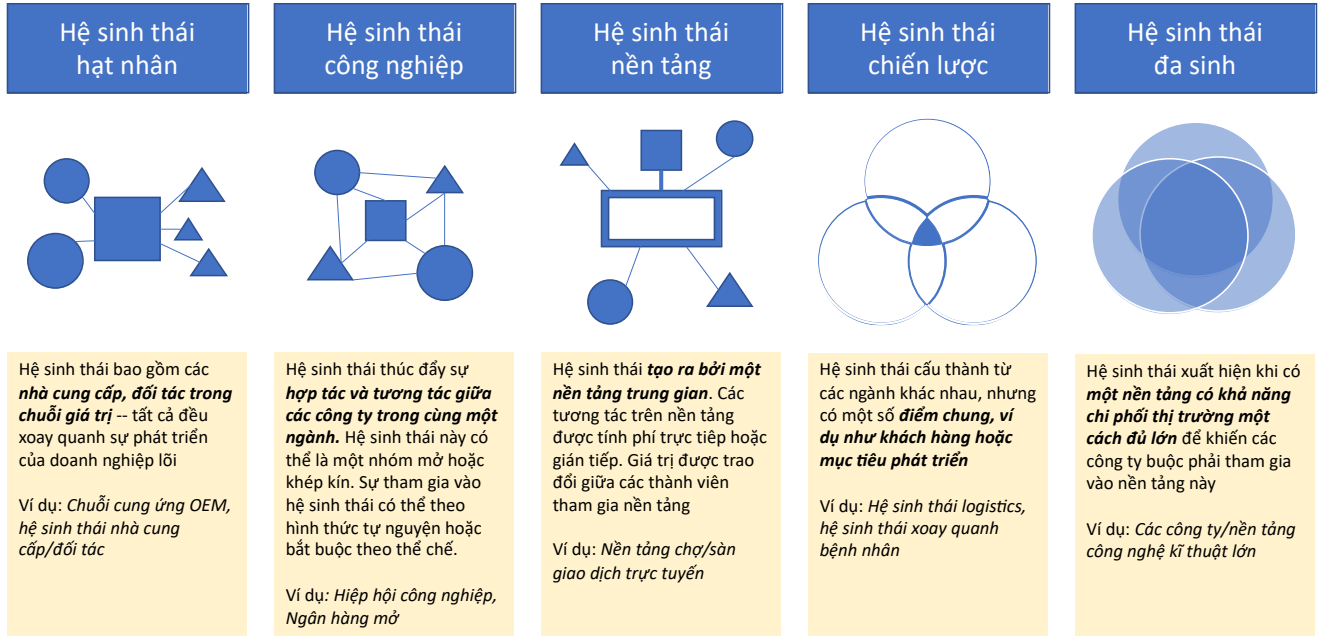 Hệ sinh thái
hạt nhân
Hệ sinh thái
công nghiệp
Hệ sinh thái
nền tảng
Hệ sinh thái
chiến lược
Hệ sinh thái
đa sinh
Hệ sinh thái bao gồm các
nhà cung cấp, đối tác trong
chuỗi giá trị -- tất cả đều
xoay quanh sự phát triển
của doanh nghiệp lõi
Ví dụ: Chuỗi cung ứng OEM,
hệ sinh thái nhà cung
cấp/đối tác
Hệ sinh thái thúc đẩy sự
hợp tác và tương tác giữa
các công ty trong cùng một
ngành. Hệ sinh thái này có
thể là một nhóm mở hoặc
khép kín. Sự tham gia vào
hệ sinh thái có thể theo
hình thức tự nguyện hoặc
bắt buộc theo thể chế.
Ví dụ: Hiệp hội công nghiệp,
Ngân hàng mở
Hệ sinh thái tạo ra bởi một
nền tảng trung gian. Các
tương tác trên nền tảng
được tính phí trực tiêp hoặc
gián tiếp. Giá trị được trao
đổi giữa các thành viên
tham gia nền tảng
Ví dụ: Nền tảng chợ/sàn
giao dịch trực tuyến
Hệ sinh thái cấu thành từ
các ngành khác nhau, nhưng
có một số điểm chung, ví
dụ như khách hàng hoặc
mục tiêu phát triển
Ví dụ: Hệ sinh thái logistics,
hệ sinh thái xoay quanh
bệnh nhân
Hệ sinh thái xuất hiện khi có
một nền tảng có khả năng
chi phối thị trường một
cách đủ lớn để khiến các
công ty buộc phải tham gia
vào nền tảng này
Ví dụ: Các công ty/nền tảng
công nghệ kĩ thuật lớn